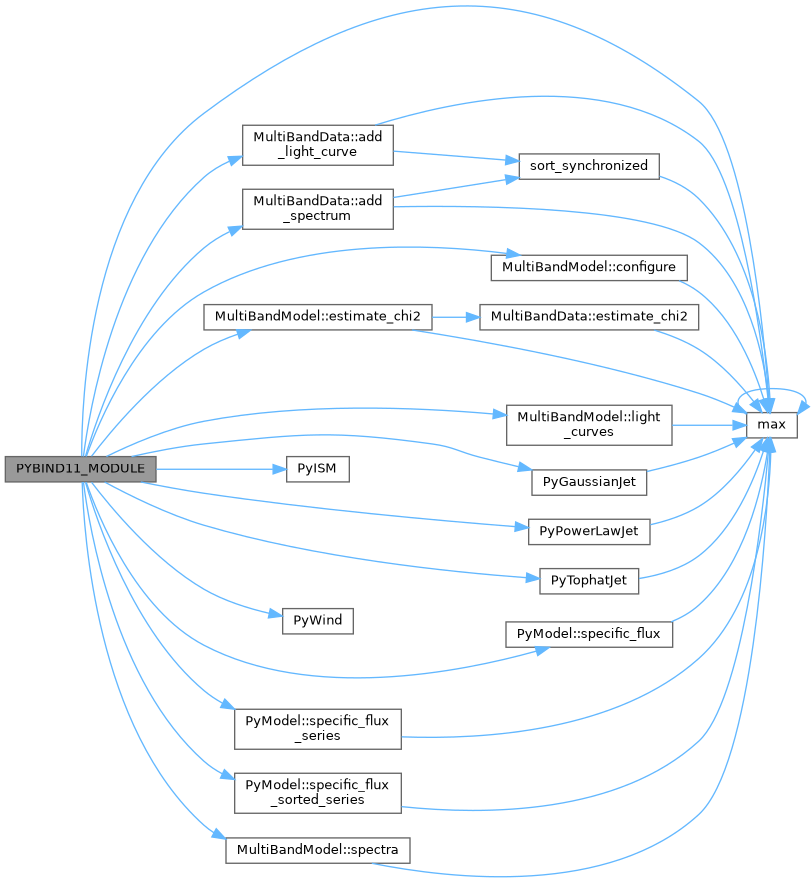 MultiBandData::add
_light_curve
sort_synchronized
MultiBandData::add
_spectrum
MultiBandModel::configure
MultiBandModel::estimate_chi2
MultiBandData::estimate_chi2
MultiBandModel::light
_curves
max
PYBIND11_MODULE
PyISM
PyGaussianJet
PyPowerLawJet
PyTophatJet
PyWind
PyModel::specific_flux
PyModel::specific_flux
_series
PyModel::specific_flux
_sorted_series
MultiBandModel::spectra